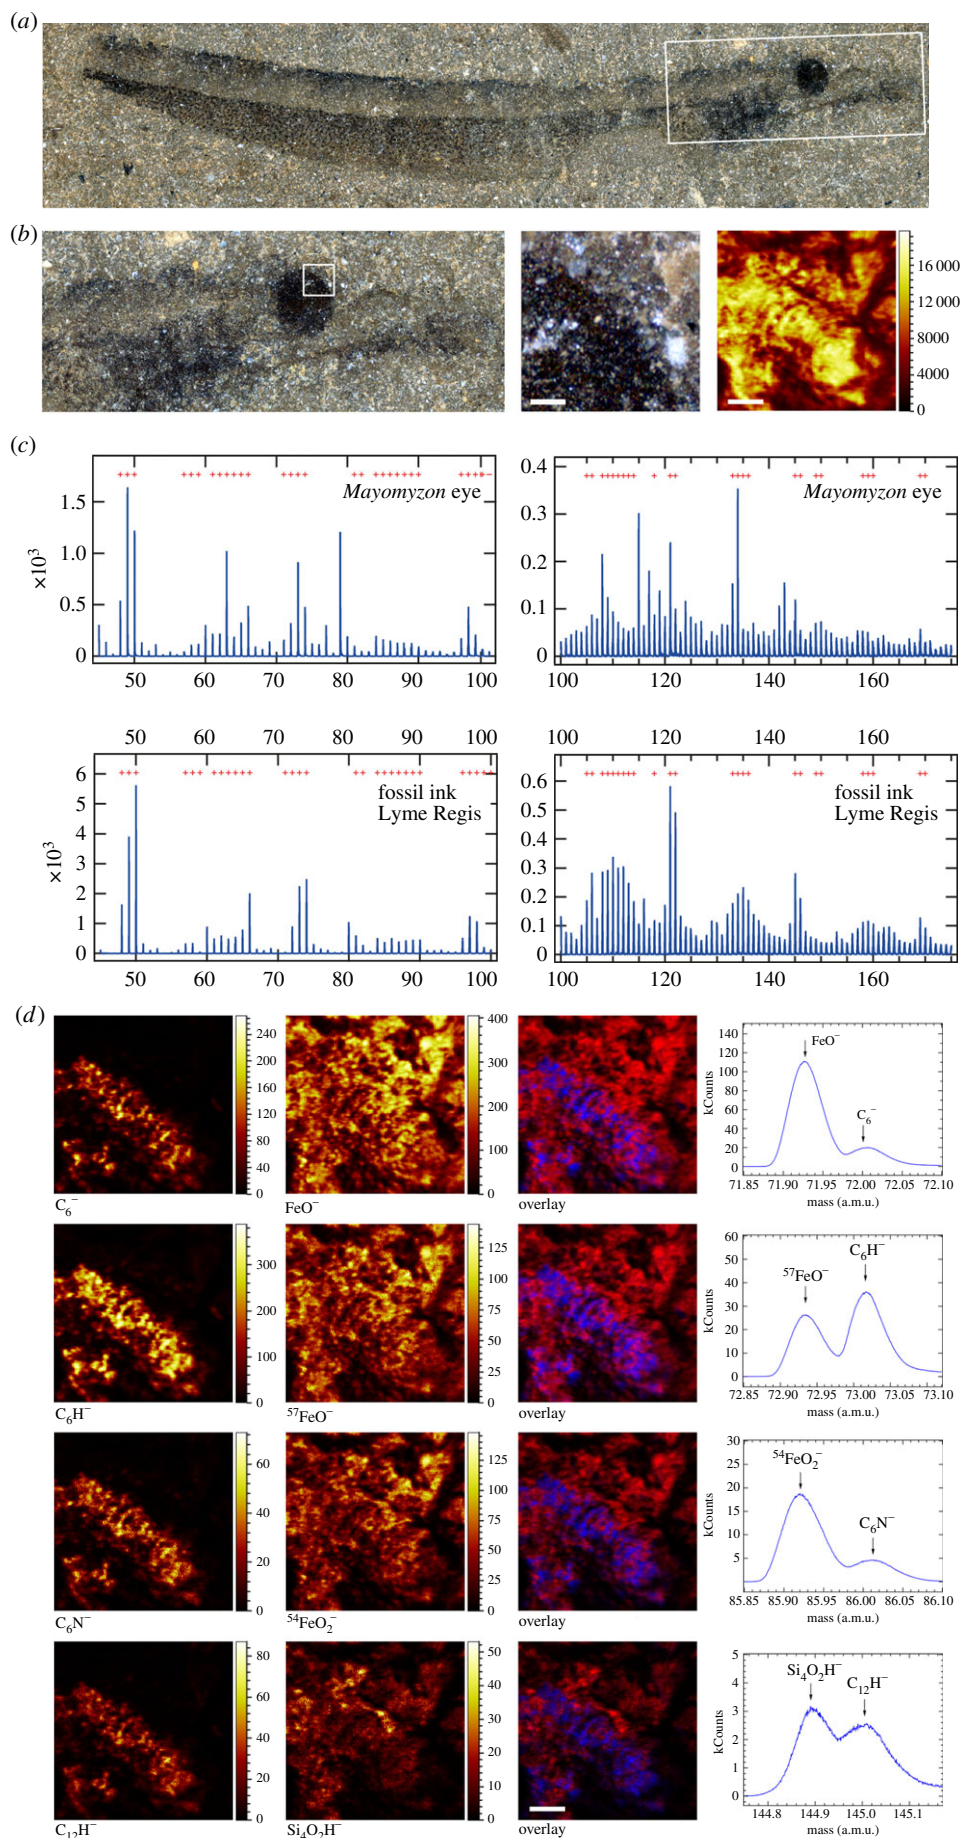 (a)
(b)
16 000
12 000
8000
4000
0
(c)
Mayomyzon eye
×10³
1.5
1.0
0.5
0
50 60 70 80 90 100
Mayomyzon eye
0.4
0.3
0.2
0.1
0
100 120 140 160
50 60 70 80 90 100
fossil ink
Lyme Regis
×10³
6
5
4
3
2
1
0
50 60 70 80 90 100
100 120 140 160
fossil ink
Lyme Regis
0.6
0.5
0.4
0.3
0.2
0.1
0
100 120 140 160
(d)
260
240
220
200
180
160
140
120
100
80
60
40
20
0
C₆⁻
400
300
200
100
0
FeO⁻
overlay
kCounts
140
120
100
80
60
40
20
0
FeO⁻
C₆⁻
71.85 71.90 71.95 72.00 72.05 72.10
mass (a.m.u.)
300
200
100
0
C₆H⁻
125
100
75
50
25
0
⁵⁷FeO⁻
overlay
kCounts
60
50
40
30
20
10
0
⁵⁷FeO⁻
C₆H⁻
72.85 72.90 72.95 73.00 73.05 73.10
mass (a.m.u.)
60
40
20
0
C₆N⁻
125
100
75
50
25
0
⁵⁴FeO₂⁻
overlay
kCounts
30
25
20
15
10
5
⁵⁴FeO₂⁻
C₆N⁻
85.85 85.90 85.95 86.00 86.05 86.10
mass (a.m.u.)
80
60
40
20
0
C₁₂H⁻
50
40
30
20
10
0
Si₄O₂H⁻
overlay
kCounts
5
4
3
2
1
0
Si₄O₂H⁻
C₁₂H⁻
144.8 144.9 145.0 145.1
mass (a.m.u.)